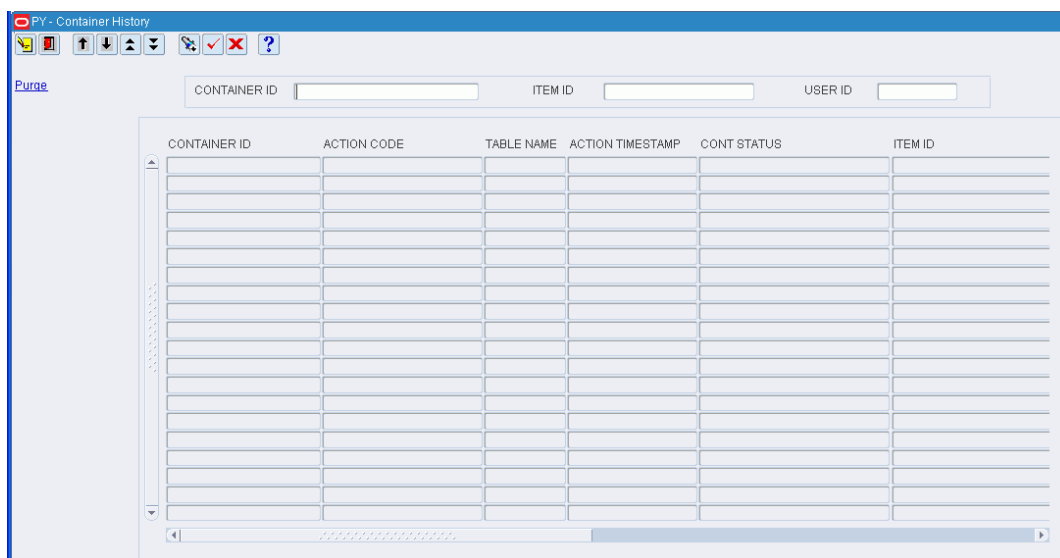 PY - Container History
?
Purge
CONTAINER ID ITEM ID USER ID
CONTAINER ID ACTION CODE TABLE NAME ACTION TIMESTAMP CONT STATUS ITEM ID